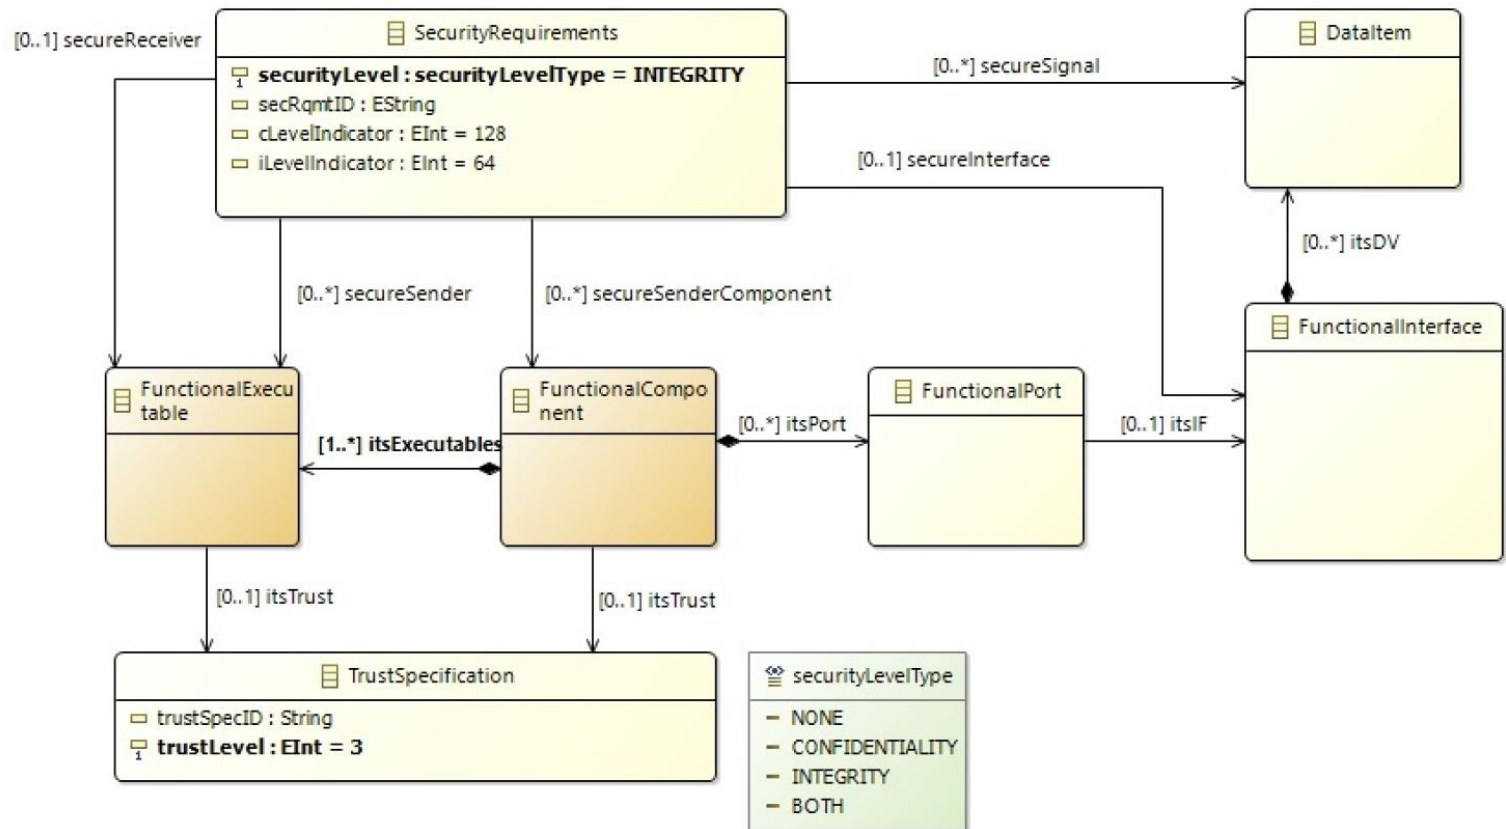 [0..1] secureReceiver
SecurityRequirements
securityLevel : securityLevelType = INTEGRITY
1
secRqmtID : EString
cLevelIndicator : EInt = 128
iLevelIndicator : EInt = 64
[0..*] secureSignal
DataItem
[0..1] secureInterface
[0..*] itsDV
[0..*] secureSender
[0..*] secureSenderComponent
FunctionalInterface
FunctionalExecu
table
FunctionalCompo
nent
FunctionalPort
[1..*] itsExecutables
[0..*] itsPort
[0..1] itsIF
[0..1] itsTrust
[0..1] itsTrust
TrustSpecification
trustSpecID : String
trustLevel : EInt = 3
1
securityLevelType
NONE
CONFIDENTIALITY
INTEGRITY
BOTH